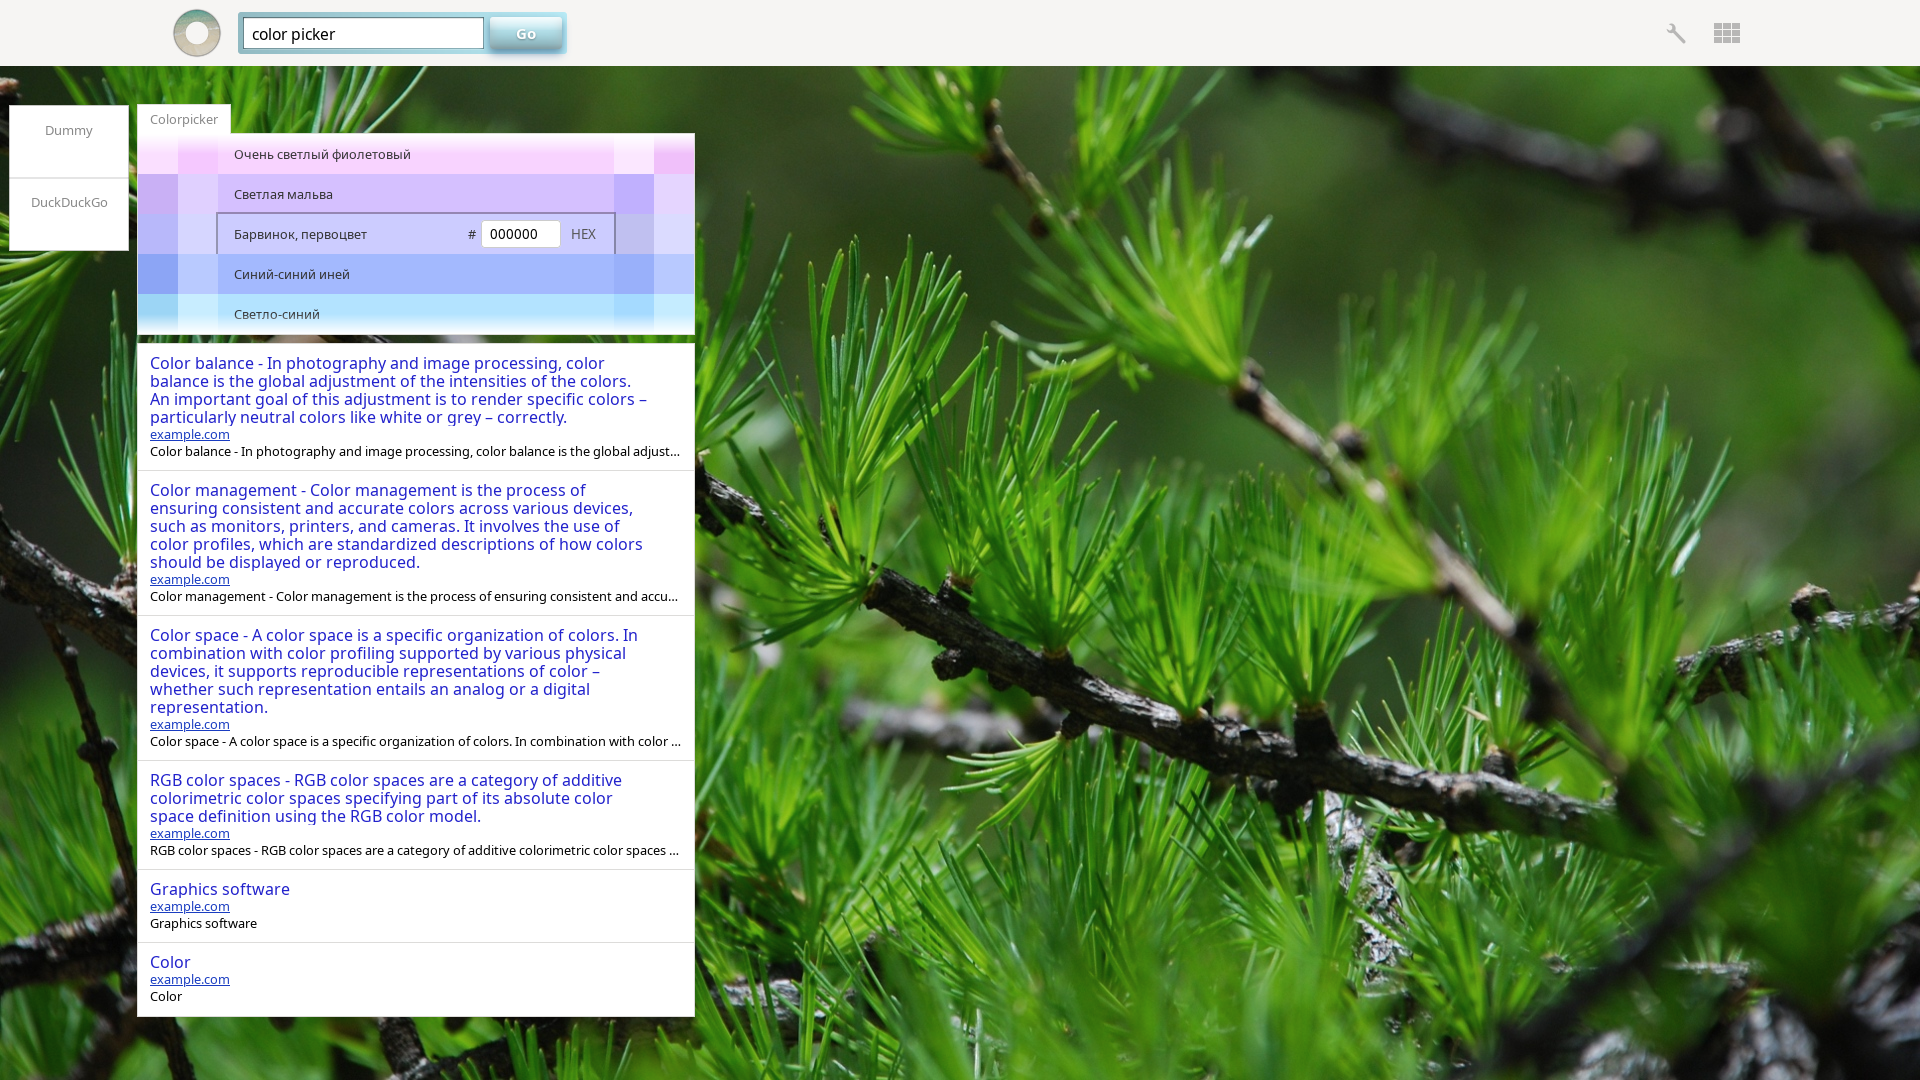 color picker
Go
Dummy
DuckDuckGo
Colorpicker
Очень светлый фиолетовый
Светлая мальва
Барвинок, первоцвет
# 000000 HEX
Синий-синий иней
Светло-синий
Color balance - In photography and image processing, color
balance is the global adjustment of the intensities of the colors.
An important goal of this adjustment is to render specific colors –
particularly neutral colors like white or grey – correctly.
example.com
Color balance - In photography and image processing, color balance is the global adjust...
Color management - Color management is the process of
ensuring consistent and accurate colors across various devices,
such as monitors, printers, and cameras. It involves the use of
color profiles, which are standardized descriptions of how colors
should be displayed or reproduced.
example.com
Color management - Color management is the process of ensuring consistent and accu...
Color space - A color space is a specific organization of colors. In
combination with color profiling supported by various physical
devices, it supports reproducible representations of color –
whether such representation entails an analog or a digital
representation.
example.com
Color space - A color space is a specific organization of colors. In combination with color ...
RGB color spaces - RGB color spaces are a category of additive
colorimetric color spaces specifying part of its absolute color
space definition using the RGB color model.
example.com
RGB color spaces - RGB color spaces are a category of additive colorimetric color spaces ...
Graphics software
example.com
Graphics software
Color
example.com
Color